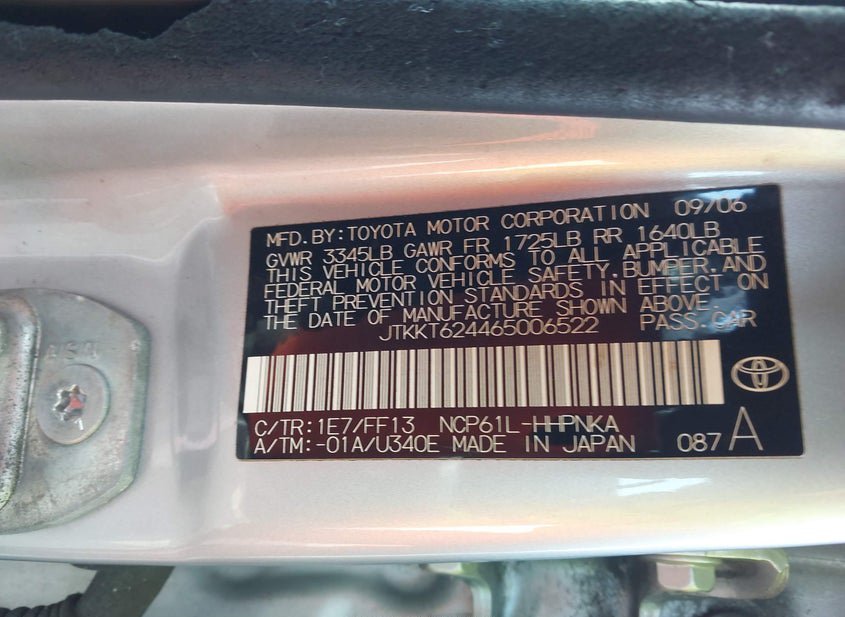 MFD.BY:TOYOTA MOTOR CORPORATION 09/06
GVWR 3345LB GAWR FR 1725LB RR 1640LB
THIS VEHICLE CONFORMS TO ALL APPLICABLE
FEDERAL MOTOR VEHICLE SAFETY,BUMPER,AND
THEFT PREVENTION STANDARDS IN EFFECT ON
THE DATE OF MANUFACTURE SHOWN ABOVE.
JTKKT624465006522 PASS.CAR
C/TR:1E7/FF13 NCP61L-HHPNKA
A/TM:-01A/U340E MADE IN JAPAN 087 A